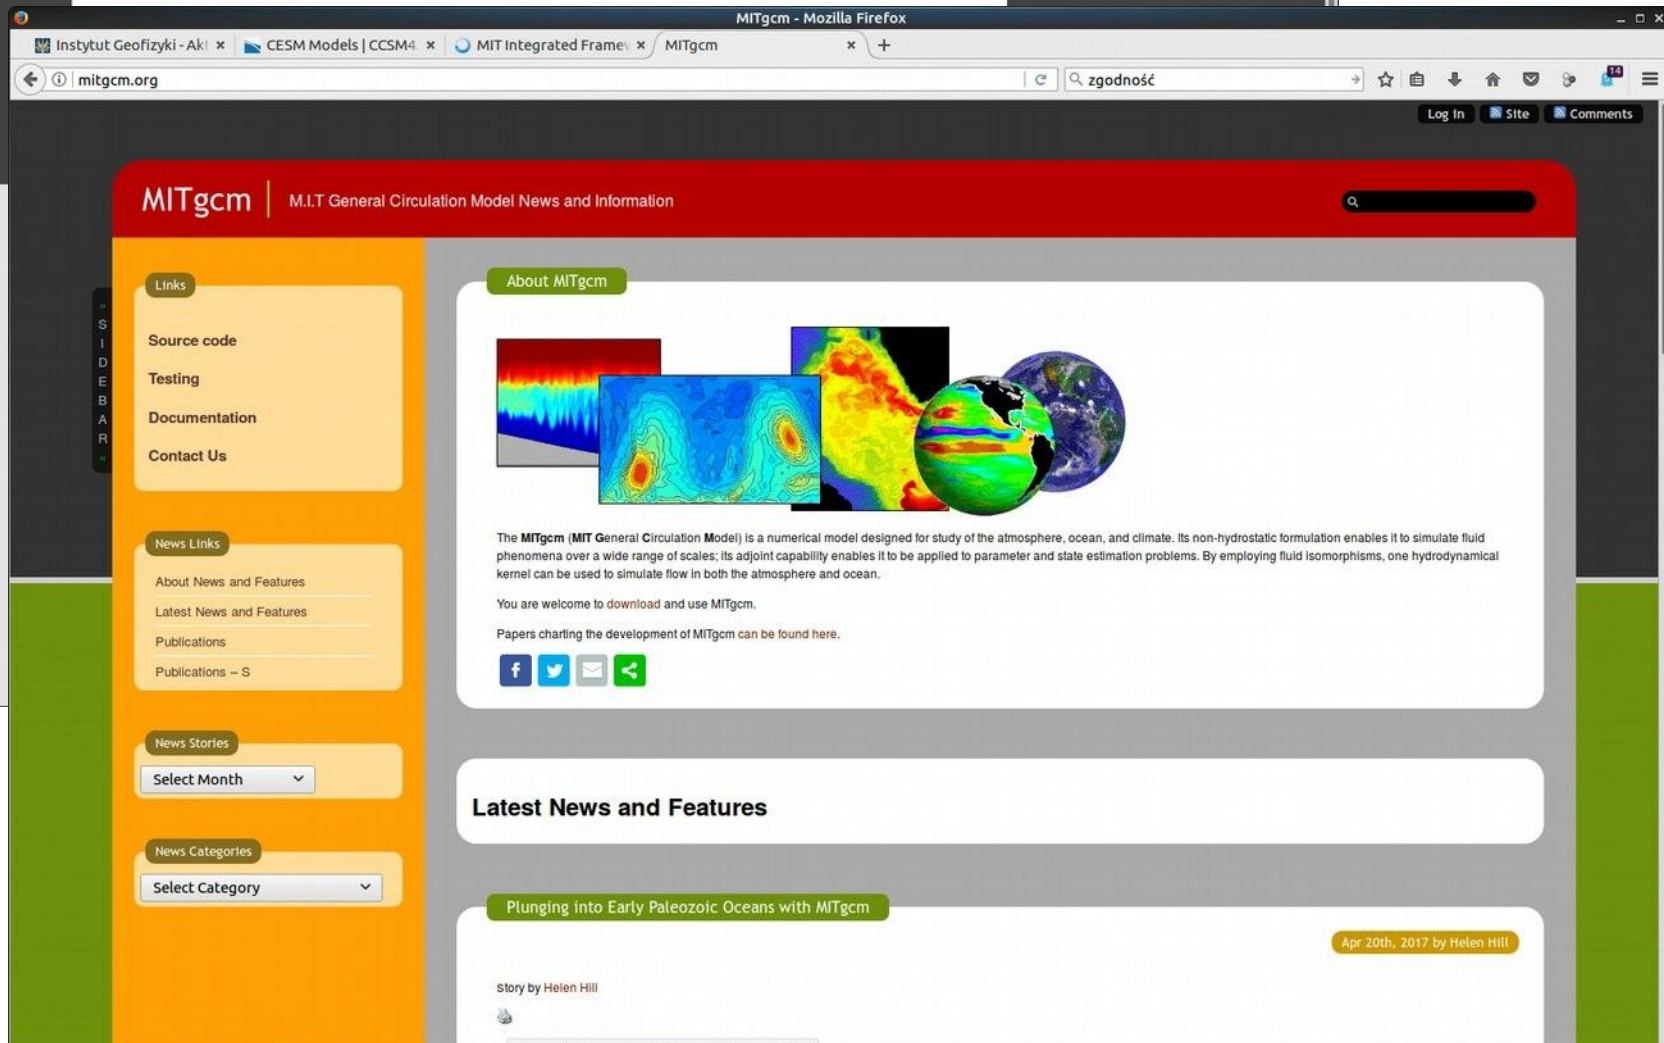 MITgcm - Mozilla Firefox
Instytut Geofizyki - Akt
CESM Models | CCSM4.
MIT Integrated Framew
MITgcm
mitgcm.org
zgodność
14
Log In
Site
Comments
MITgcm
M.I.T General Circulation Model News and Information
SIDEBAR
Links
Source code
Testing
Documentation
Contact Us
News Links
About News and Features
Latest News and Features
Publications
Publications – S
News Stories
Select Month
News Categories
Select Category
About MITgcm
The MITgcm (MIT General Circulation Model) is a numerical model designed for study of the atmosphere, ocean, and climate. Its non-hydrostatic formulation enables it to simulate fluid
phenomena over a wide range of scales; its adjoint capability enables it to be applied to parameter and state estimation problems. By employing fluid isomorphisms, one hydrodynamical
kernel can be used to simulate flow in both the atmosphere and ocean.
You are welcome to download and use MITgcm.
Papers charting the development of MITgcm can be found here.
Latest News and Features
Plunging into Early Paleozoic Oceans with MITgcm
Apr 20th, 2017 by Helen Hill
Story by Helen Hill